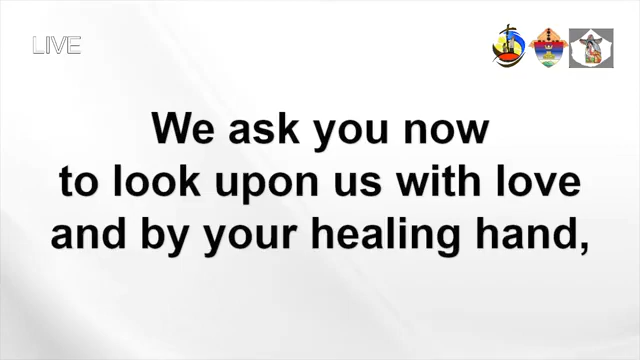 LIVE
We ask you now
to look upon us with love
and by your healing hand,